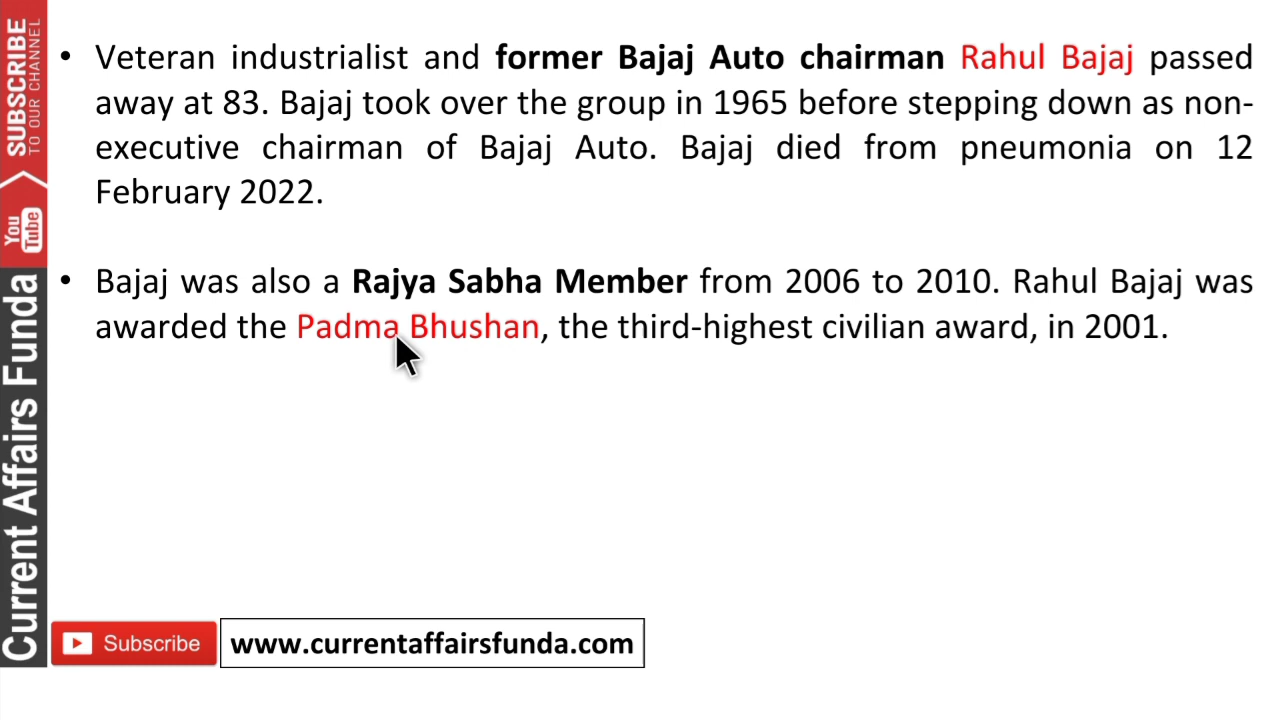 • Veteran industrialist and former Bajaj Auto chairman Rahul Bajaj passed
away at 83. Bajaj took over the group in 1965 before stepping down as non-
executive chairman of Bajaj Auto. Bajaj died from pneumonia on 12
February 2022.
• Bajaj was also a Rajya Sabha Member from 2006 to 2010. Rahul Bajaj was
awarded the Padma Bhushan, the third-highest civilian award, in 2001.
SUBSCRIBE
TO OUR CHANNEL
You
Tube
Current Affairs Funda
Subscribe
www.currentaffairsfunda.com